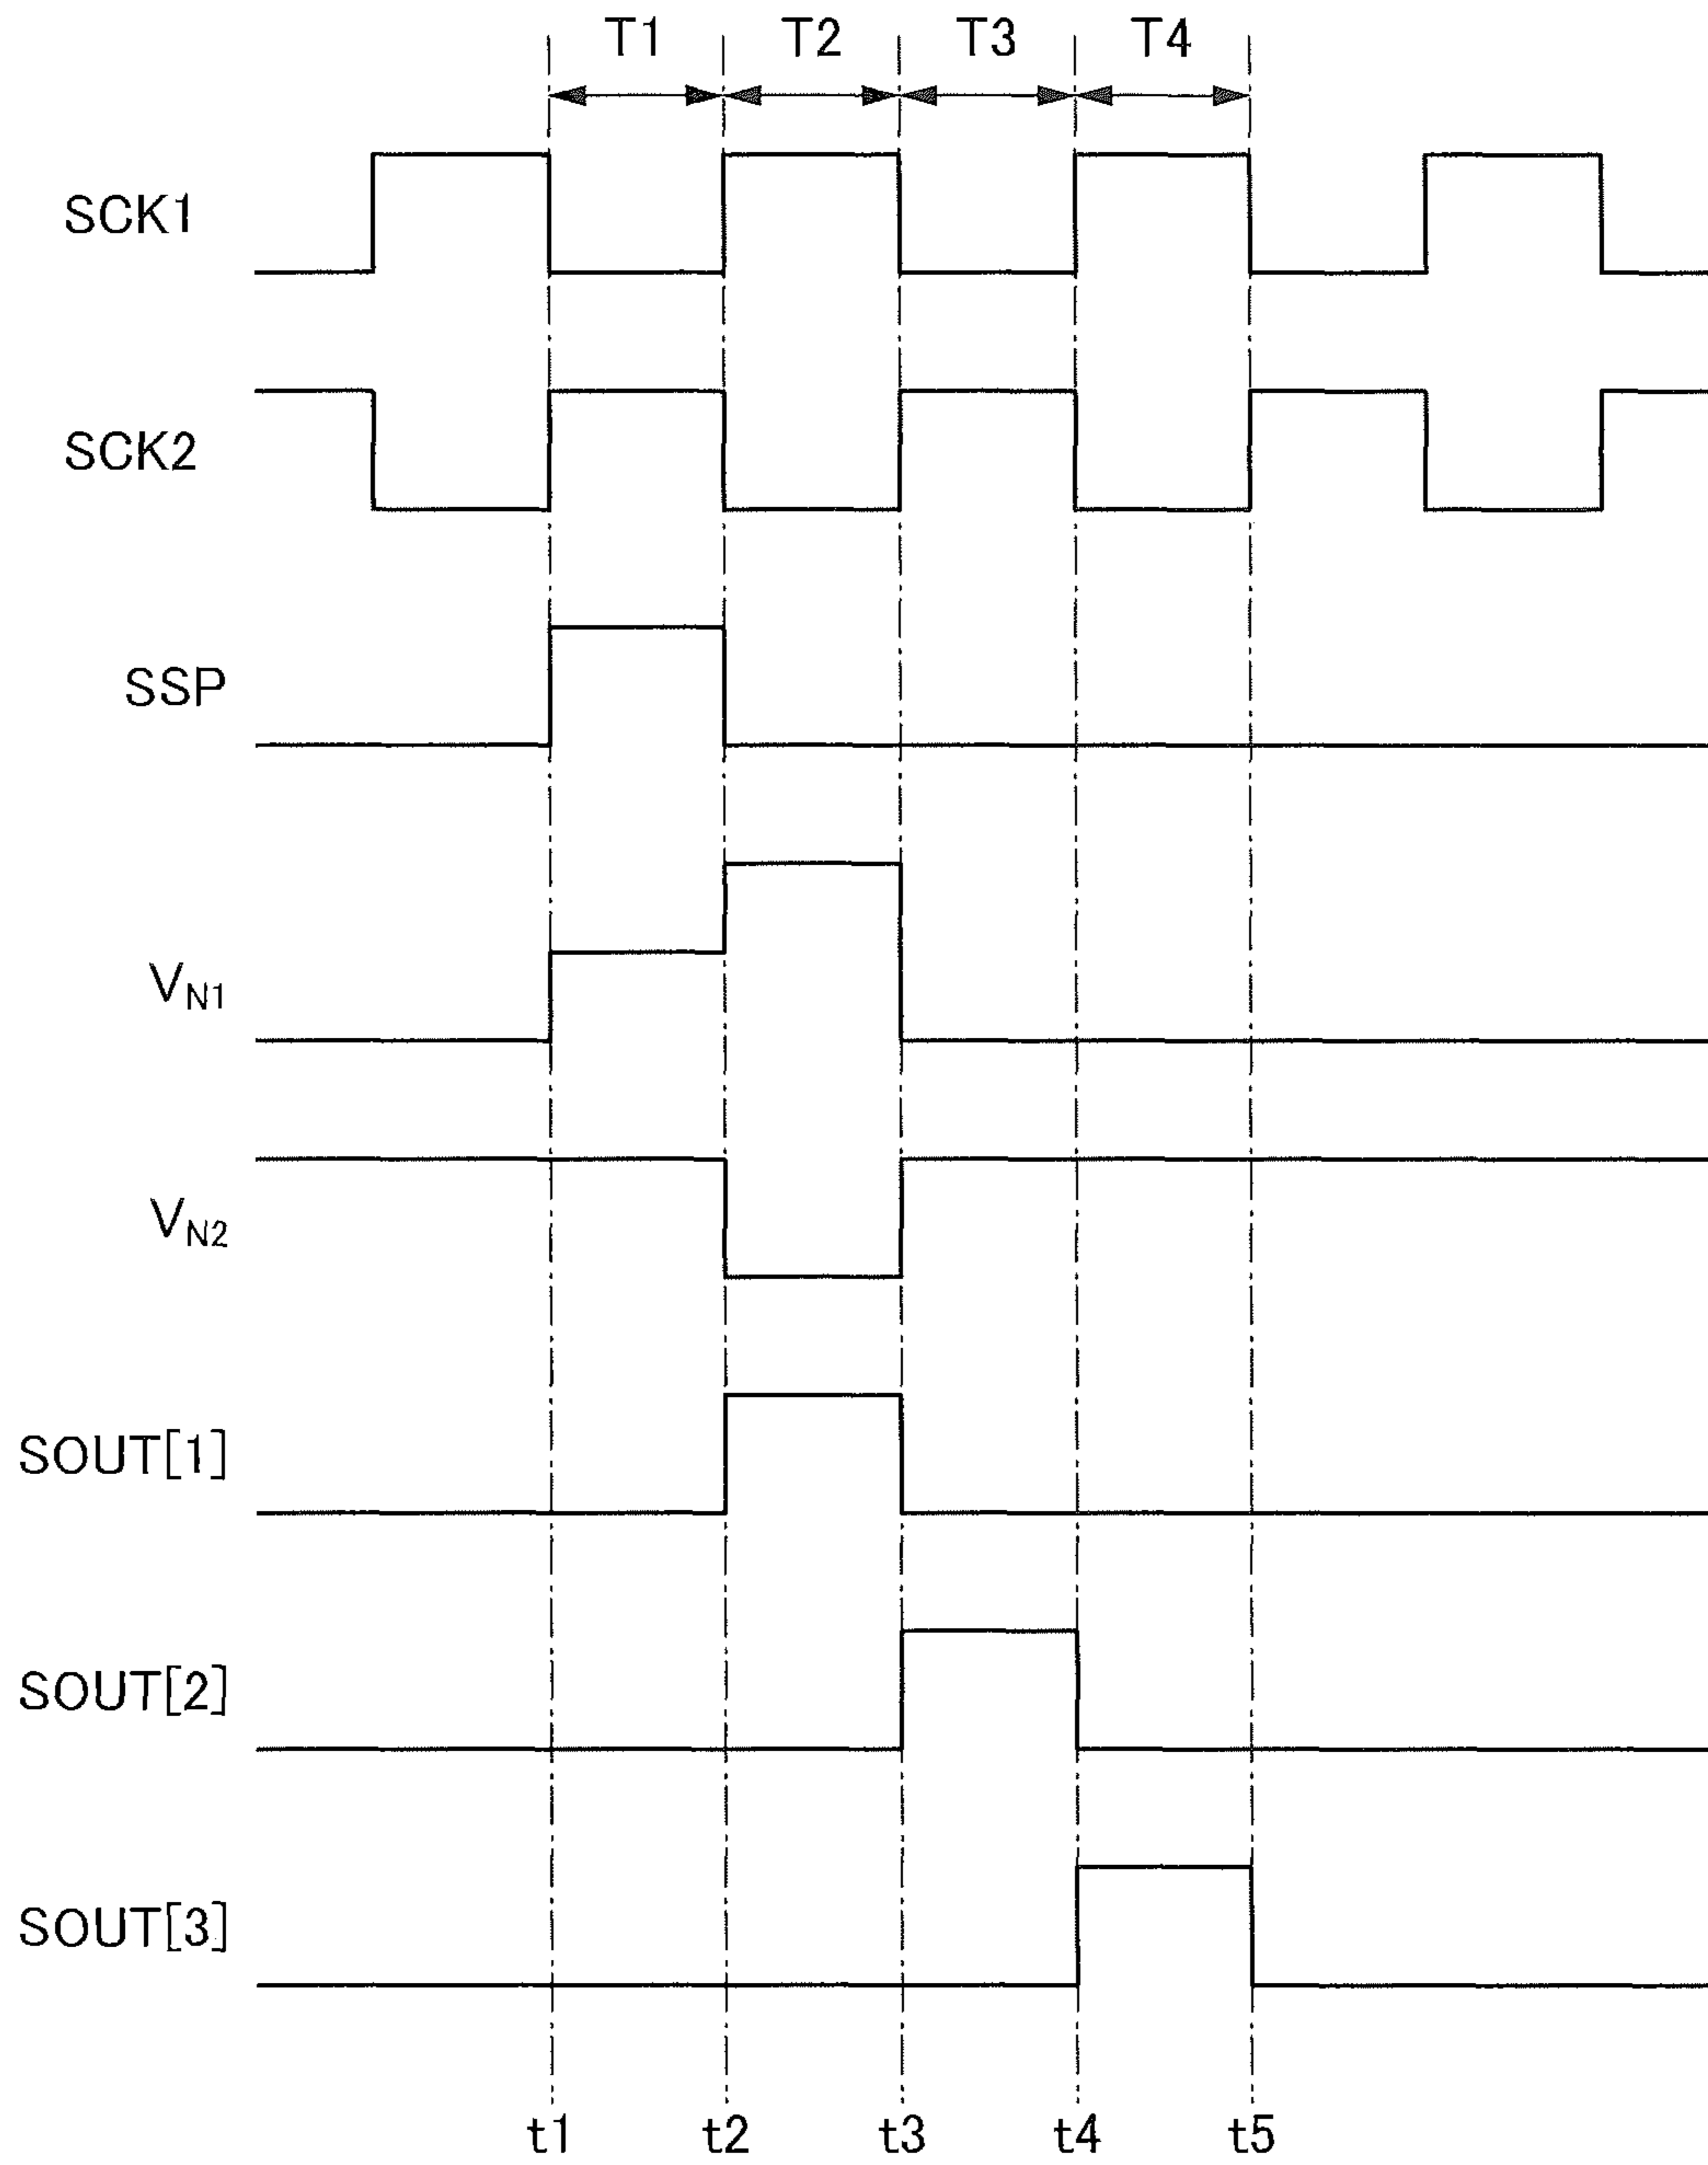 T1 T2 T3 T4
SCK1
SCK2
SSP
VN1
VN2
SOUT[1]
SOUT[2]
SOUT[3]
t1 t2 t3 t4 t5